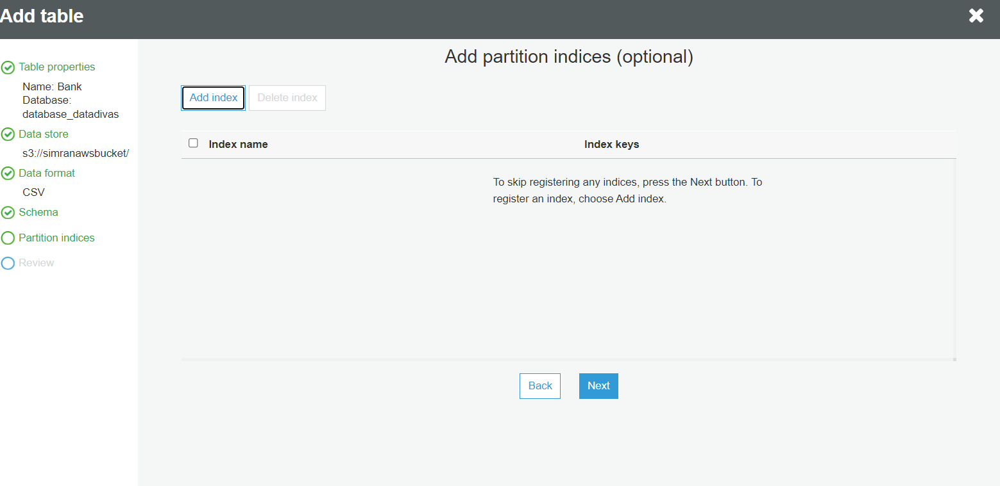 Add table
Table properties
Name: Bank
Database:
database_datadivas
Data store
s3://simranawsbucket/
Data format
CSV
Schema
Partition indices
Review
Add partition indices (optional)
Add index
Delete index
Index name
Index keys
To skip registering any indices, press the Next button. To
register an index, choose Add index.
Back
Next